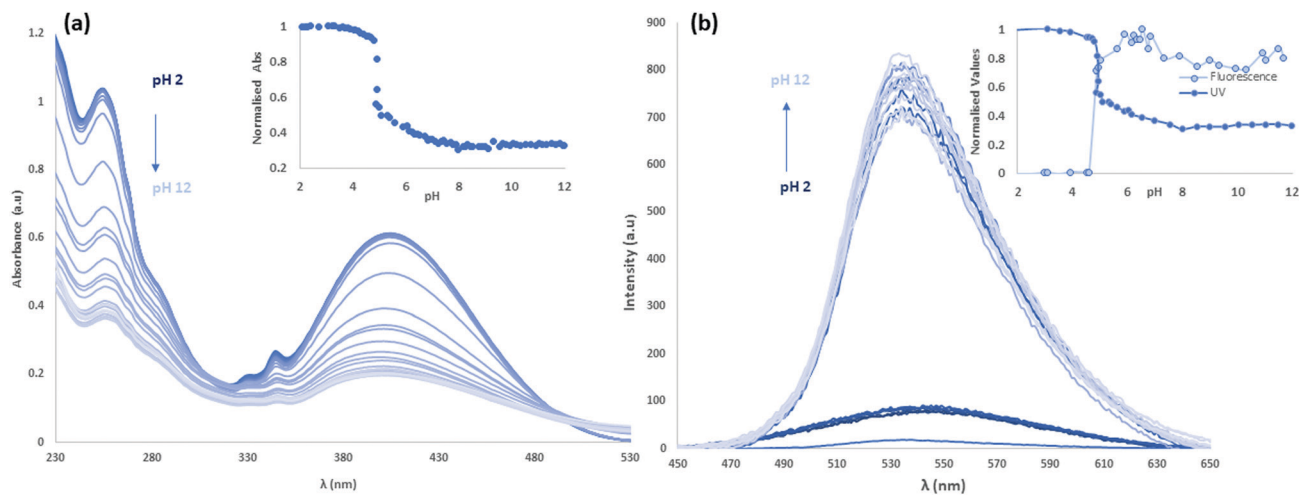 (a)
1.2
1
0.8
0.6
0.4
0.2
0
Absorbance (a.u)
230 280 330 380 430 480 530
λ (nm)
pH 2
pH 12
1
0.8
0.6
0.4
0.2
Normalised Abs
2 4 6 8 10 12
pH
(b)
900
800
700
600
500
400
300
200
100
0
Intensity (a.u)
450 470 490 510 530 550 570 590 610 630 650
λ (nm)
pH 12
pH 2
1
0.8
0.6
0.4
0.2
0
Normalised Values
Fluorescence
UV
2 4 6 pH 8 10 12